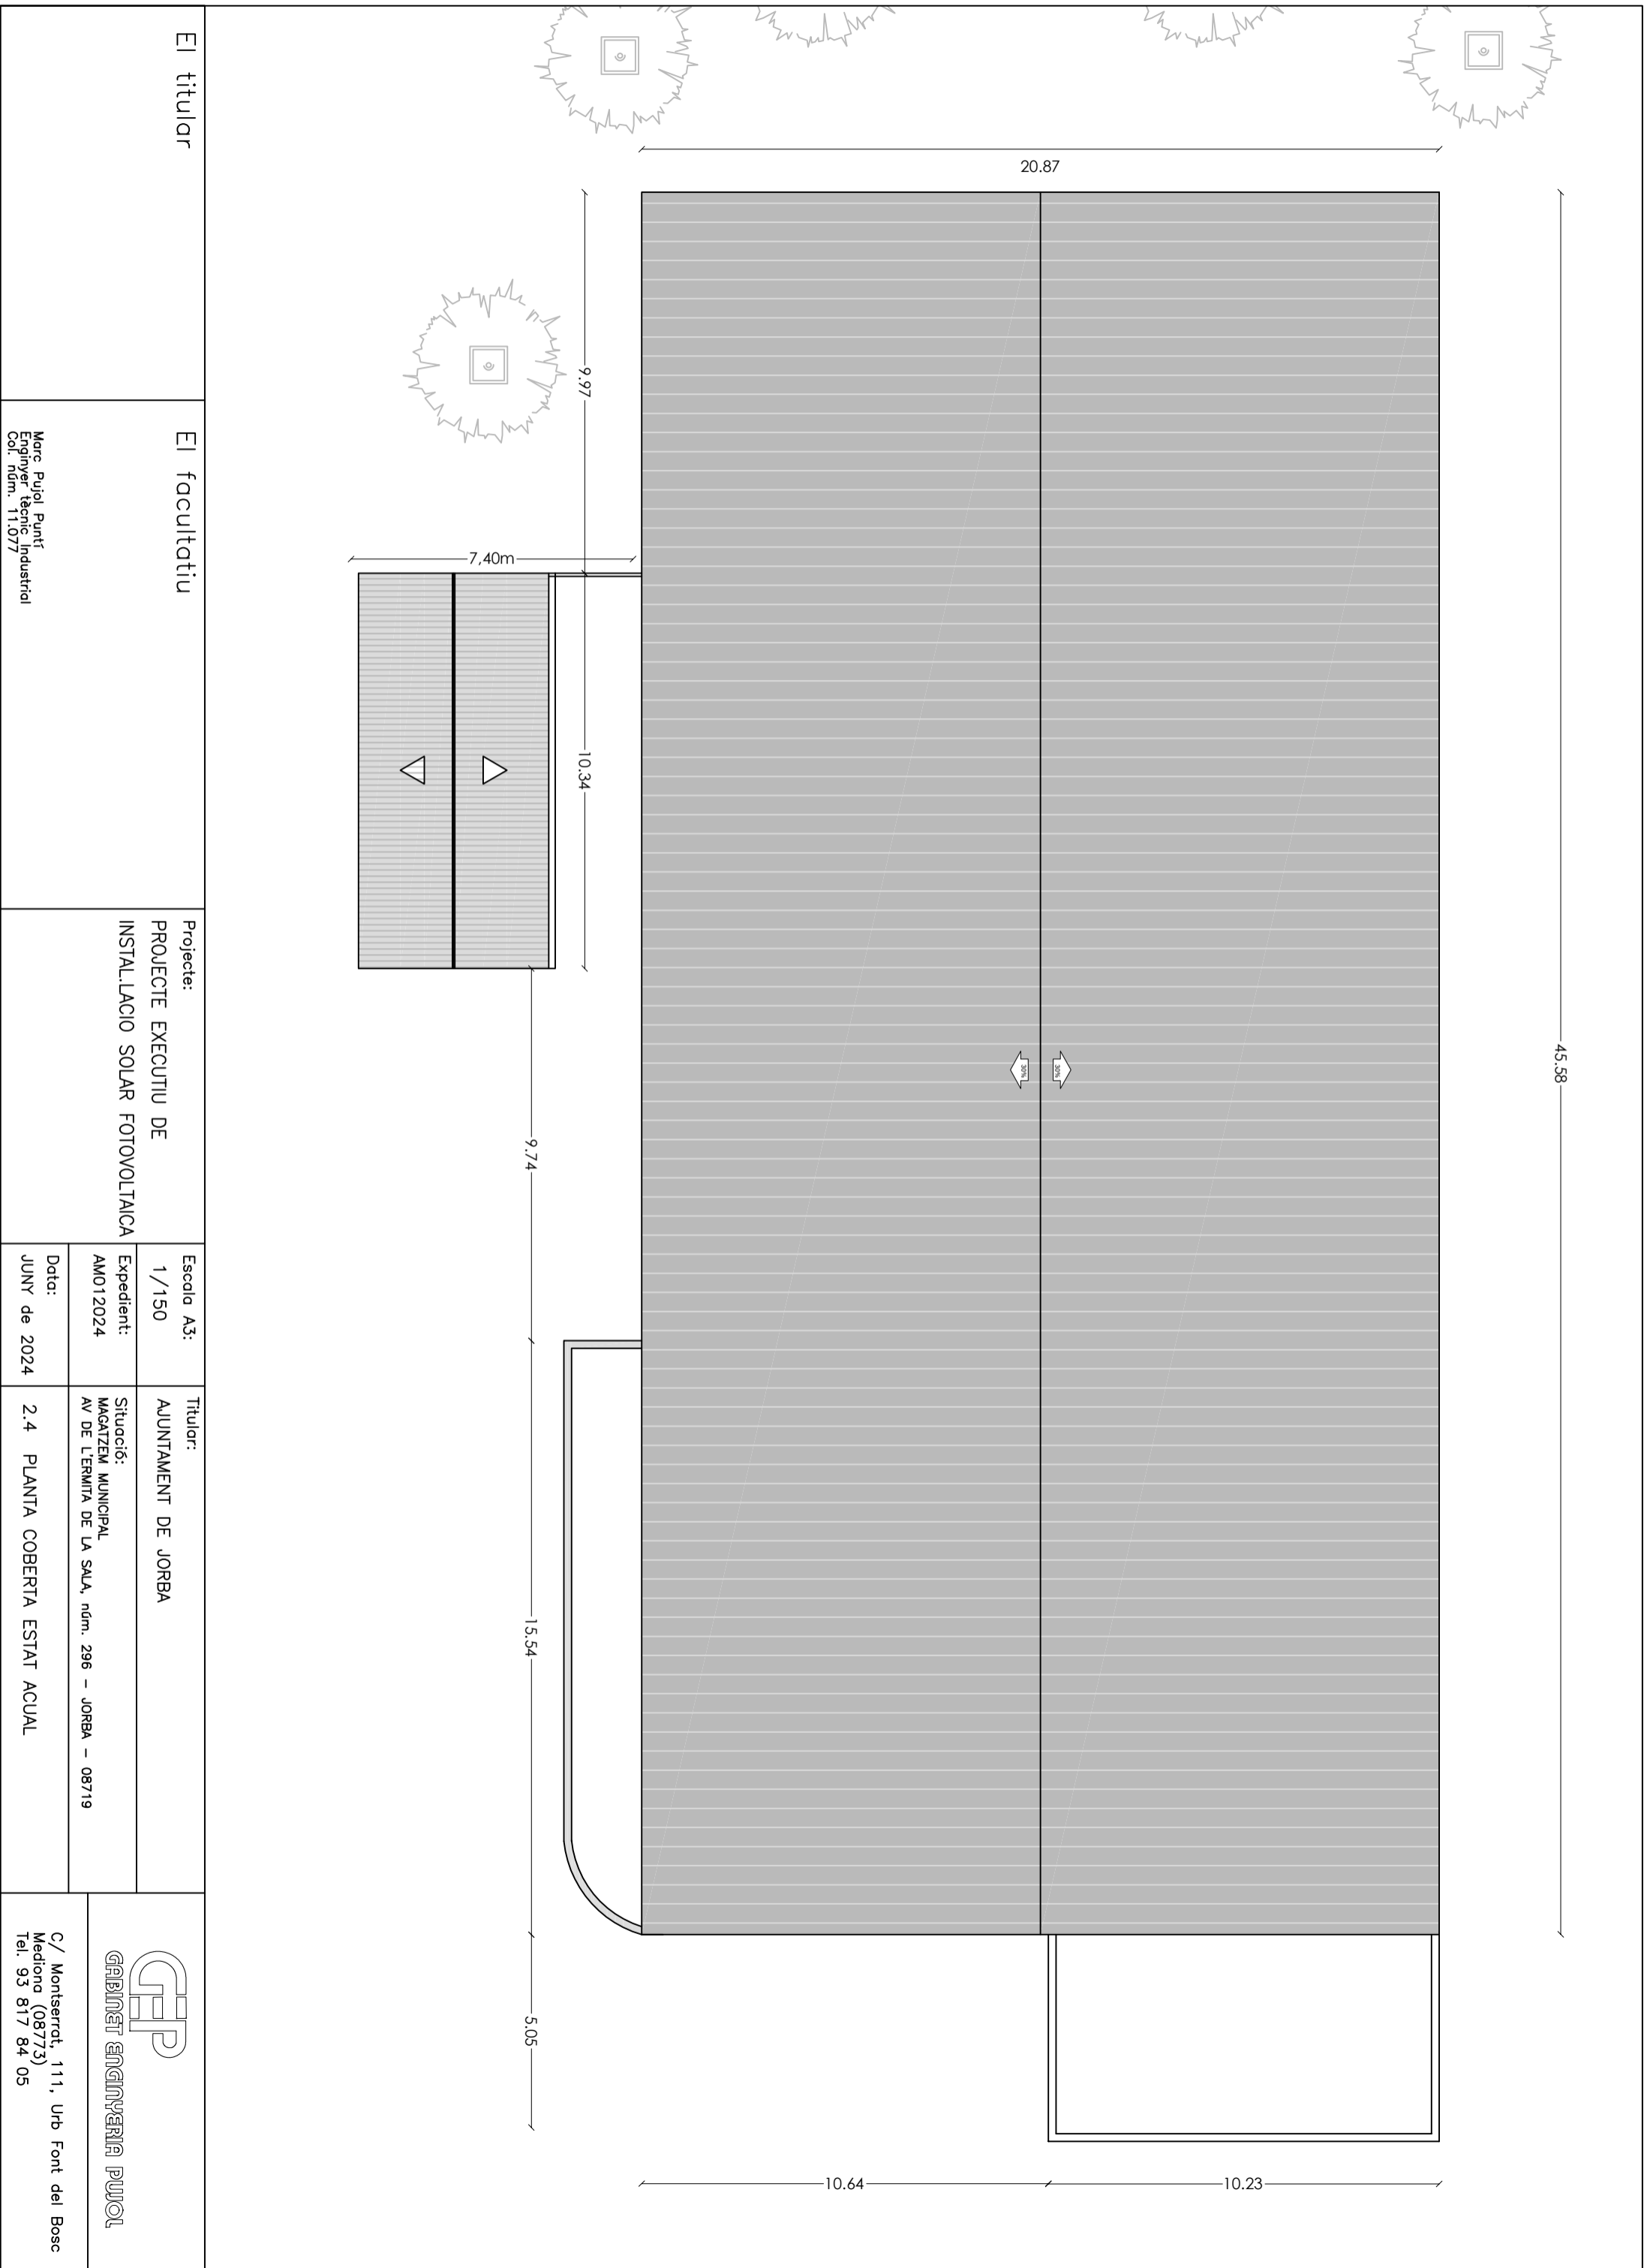 45.58
20.87
9.97
10.34
7,40m
30%
30%
9.74
15.54
5.05
10.64
10.23
El titular
El facultatiu
Marc Pujol Puntí
Enginyer tècnic Industrial
Col. núm. 11.077
Projecte:
PROJECTE EXECUTIU DE
INSTAL.LACIO SOLAR FOTOVOLTAICA
Escala A3:
1/150
Expedient:
AM012024
Data:
JUNY de 2024
Titular:
AJUNTAMENT DE JORBA
Situació:
MAGATZEM MUNICIPAL
AV DE L'ERMITA DE LA SALA, núm. 296 - JORBA - 08719
2.4 PLANTA COBERTA ESTAT ACUAL
GEP
GABINET ENGINYERIA PUJOL
C/ Montserrat, 111, Urb Font del Bosc
Mediona (08773)
Tel. 93 817 84 05